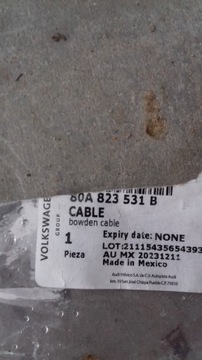 VOLKSWAGEN
GROUP
80A 823 531 B
CABLE
bowden cable
1
Pieza
Expiry date: NONE
LOT:21115435654393
AU MX 20231211
Made in Mexico